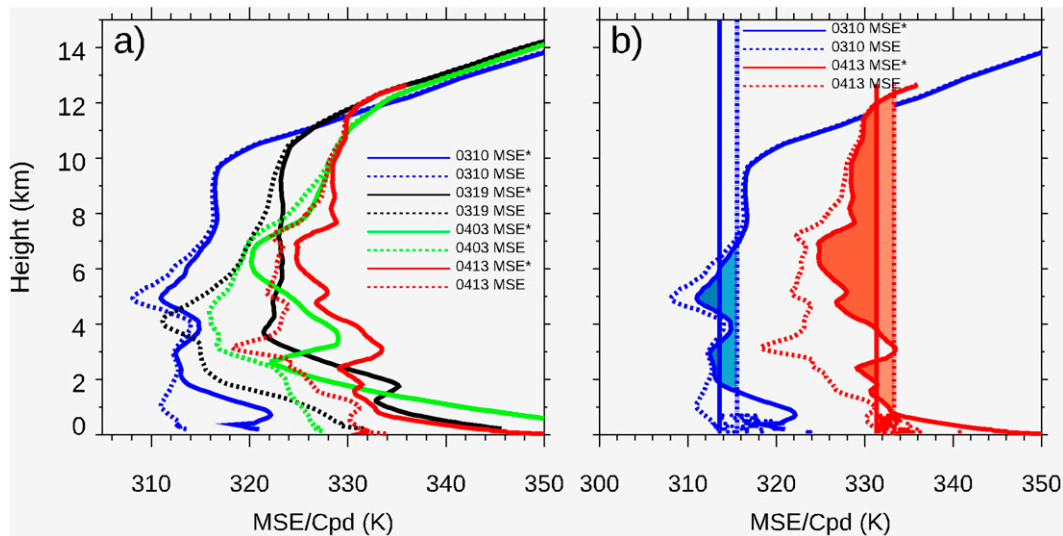 a)
b)
14
12
10
8
6
4
2
0
Height (km)
0310 MSE*
0310 MSE
0319 MSE*
0319 MSE
0403 MSE*
0403 MSE
0413 MSE*
0413 MSE
310 320 330 340 350
MSE/Cpd (K)
0310 MSE*
0310 MSE
0413 MSE*
0413 MSE
300 310 320 330 340 350
MSE/Cpd (K)